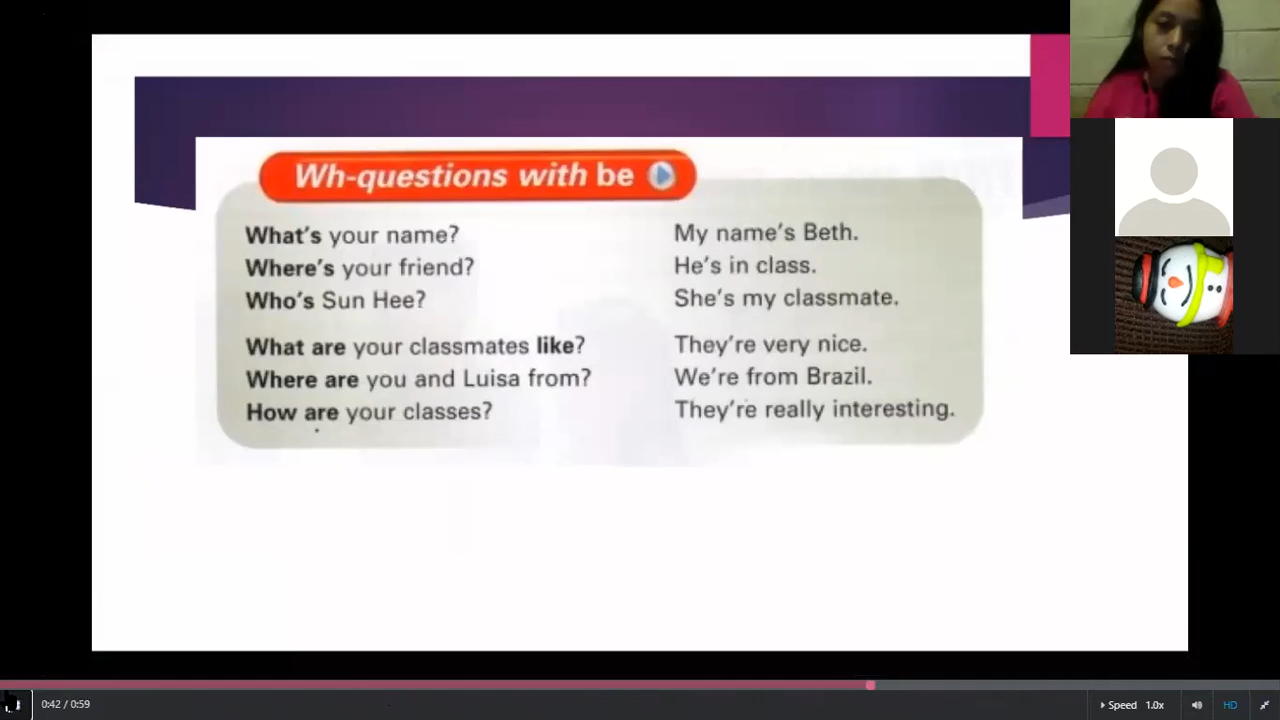 Wh-questions with be
What's your name?
My name's Beth.
Where's your friend?
He's in class.
Who's Sun Hee?
She's my classmate.
What are your classmates like?
They're very nice.
Where are you and Luisa from?
We're from Brazil.
How are your classes?
They're really interesting.
0:42 / 0:59
Speed 1.0x
HD